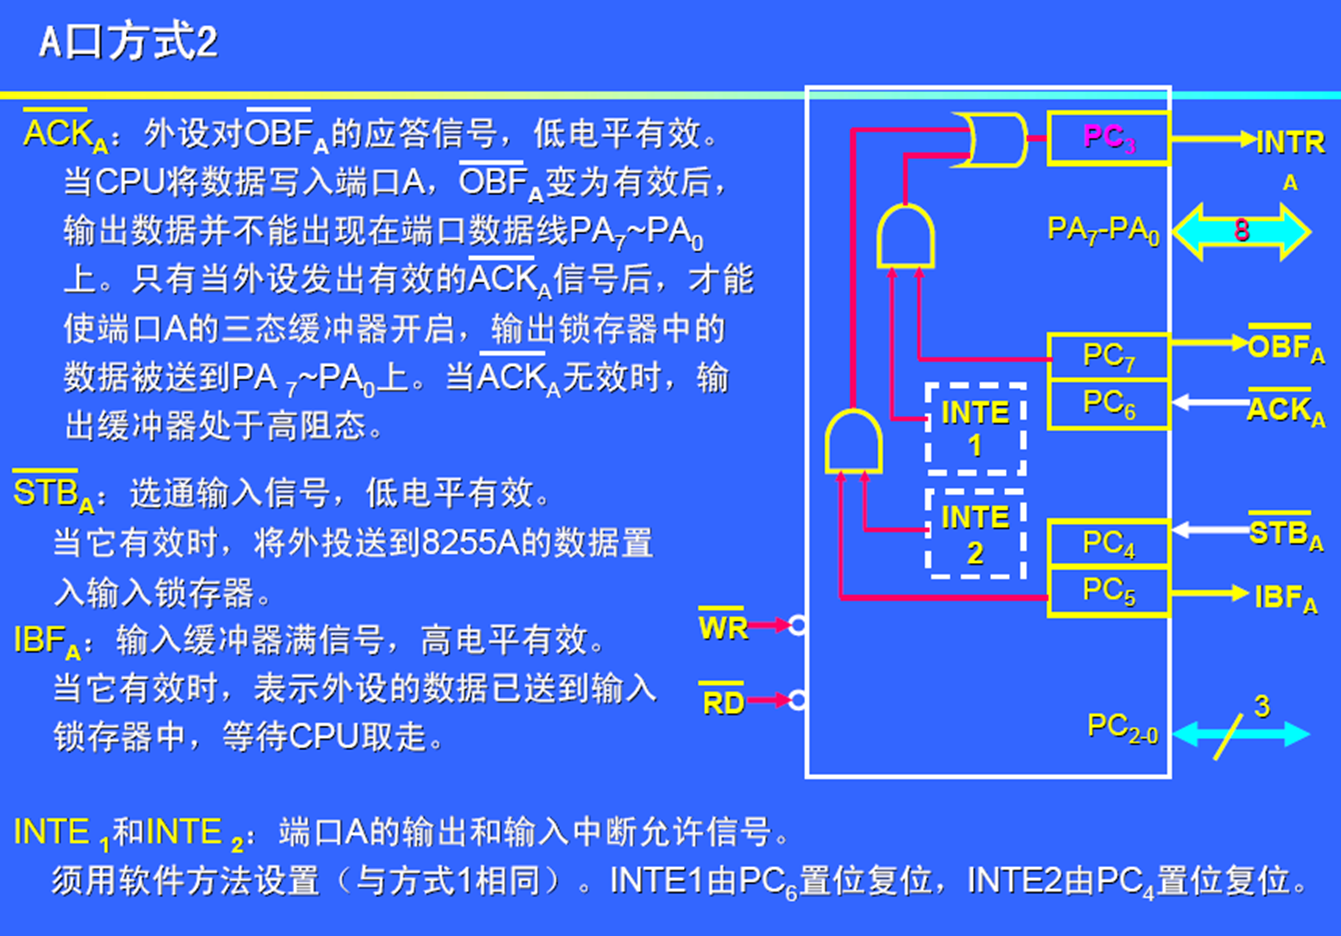 A口方式2
ACKA：外设对OBFA的应答信号，低电平有效。
当CPU将数据写入端口A，OBFA变为有效后，
输出数据并不能出现在端口数据线PA7~PA0
上。只有当外设发出有效的ACKA信号后，才能
使端口A的三态缓冲器开启，输出锁存器中的
数据被送到PA 7~PA0上。当ACKA无效时，输
出缓冲器处于高阻态。
STBA：选通输入信号，低电平有效。
当它有效时，将外投送到8255A的数据置
入输入锁存器。
IBFA：输入缓冲器满信号，高电平有效。
当它有效时，表示外设的数据已送到输入
锁存器中，等待CPU取走。
INTE 1和INTE 2：端口A的输出和输入中断允许信号。
须用软件方法设置（与方式1相同）。INTE1由PC6置位复位，INTE2由PC4置位复位。
PC3
INTR
A
PA7-PA0
8
PC7
OBFA
PC6
ACKA
INTE
1
INTE
2
PC4
STBA
PC5
IBFA
WR
RD
PC2-0
3